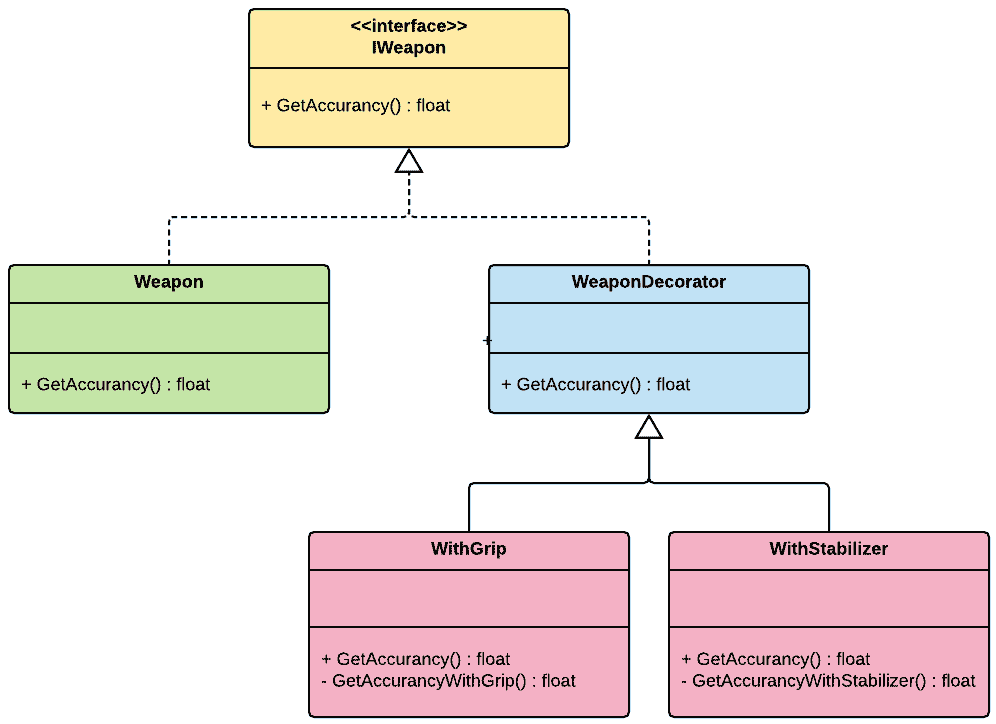 <<interface>>
IWeapon
+ GetAccurancy() : float
Weapon
+ GetAccurancy() : float
WeaponDecorator
+
+ GetAccurancy() : float
WithGrip
+ GetAccurancy() : float
- GetAccurancyWithGrip() : float
WithStabilizer
+ GetAccurancy() : float
- GetAccurancyWithStabilizer() : float